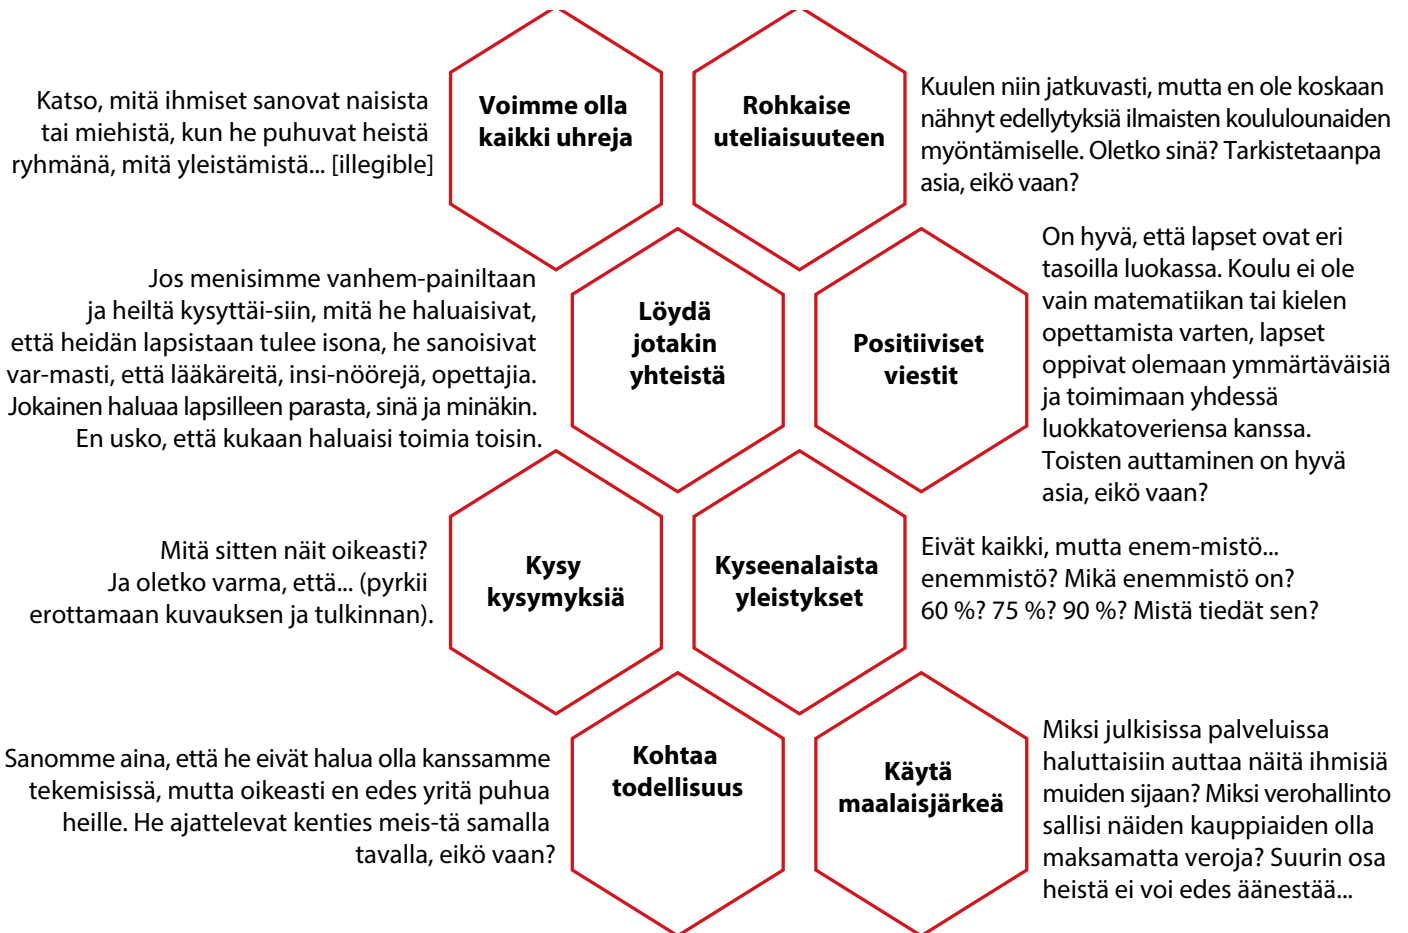 Katso, mitä ihmiset sanovat naisista
tai miehistä, kun he puhuvat heistä
ryhmänä, mitä yleistämistä... [illegible]
Voimme olla
kaikki uhreja
Rohkaise
uteliaisuuteen
Kuulen niin jatkuvasti, mutta en ole koskaan
nähnyt edellytyksiä ilmaisten koululounaiden
myöntämiselle. Oletko sinä? Tarkistetaanpa
asia, eikö vaan?
Jos menisimme vanhem-painiltaan
ja heiltä kysyttäi-siin, mitä he haluaisivat,
että heidän lapsistaan tulee isona, he sanoisivat
var-masti, että lääkäreitä, insi-nöörejä, opettajia.
Jokainen haluaa lapsilleen parasta, sinä ja minäkin.
En usko, että kukaan haluaisi toimia toisin.
Löydä
jotakin
yhteistä
Positiiviset
viestit
On hyvä, että lapset ovat eri
tasoilla luokassa. Koulu ei ole
vain matematiikan tai kielen
opettamista varten, lapset
oppivat olemaan ymmärtäväisiä
ja toimimaan yhdessä
luokkatoveriensa kanssa.
Toisten auttaminen on hyvä
asia, eikö vaan?
Mitä sitten näit oikeasti?
Ja oletko varma, että... (pyrkii
erottamaan kuvauksen ja tulkinnan).
Kysy
kysymyksiä
Kyseenalaista
yleistykset
Eivät kaikki, mutta enem-mistö...
enemmistö? Mikä enemmistö on?
60 %? 75 %? 90 %? Mistä tiedät sen?
Sanomme aina, että he eivät halua olla kanssamme
tekemisissä, mutta oikeasti en edes yritä puhua
heille. He ajattelevat kenties meis-tä samalla
tavalla, eikö vaan?
Kohtaa
todellisuus
Käytä
maalaisjärkeä
Miksi julkisissa palveluissa
haluttaisiin auttaa näitä ihmisiä
muiden sijaan? Miksi verohallinto
sallisi näiden kauppiaiden olla
maksamatta veroja? Suurin osa
heistä ei voi edes äänestää...